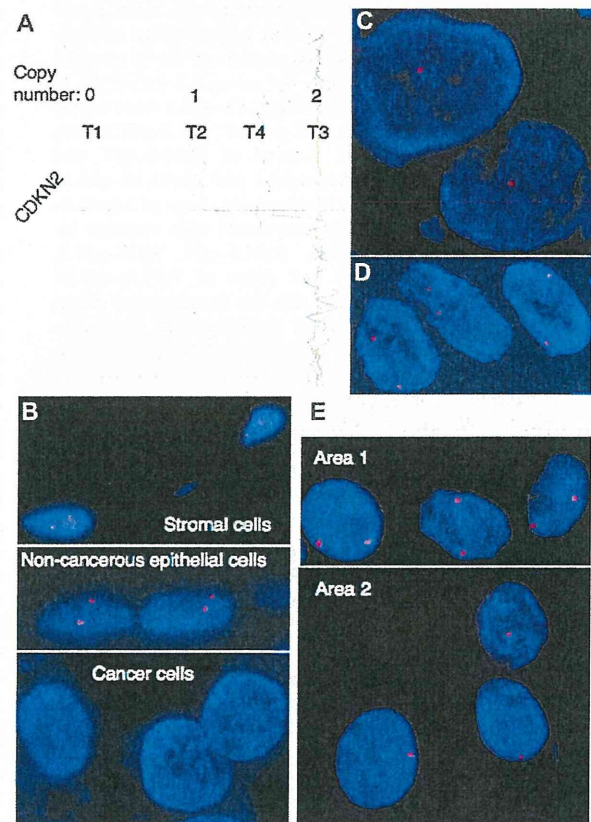 A
Copy
number: 0 1 2
T1 T2 T4 T3
CDKN2
B
Stromal cells
Non-cancerous epithelial cells
Cancer cells
C
D
E
Area 1
Area 2